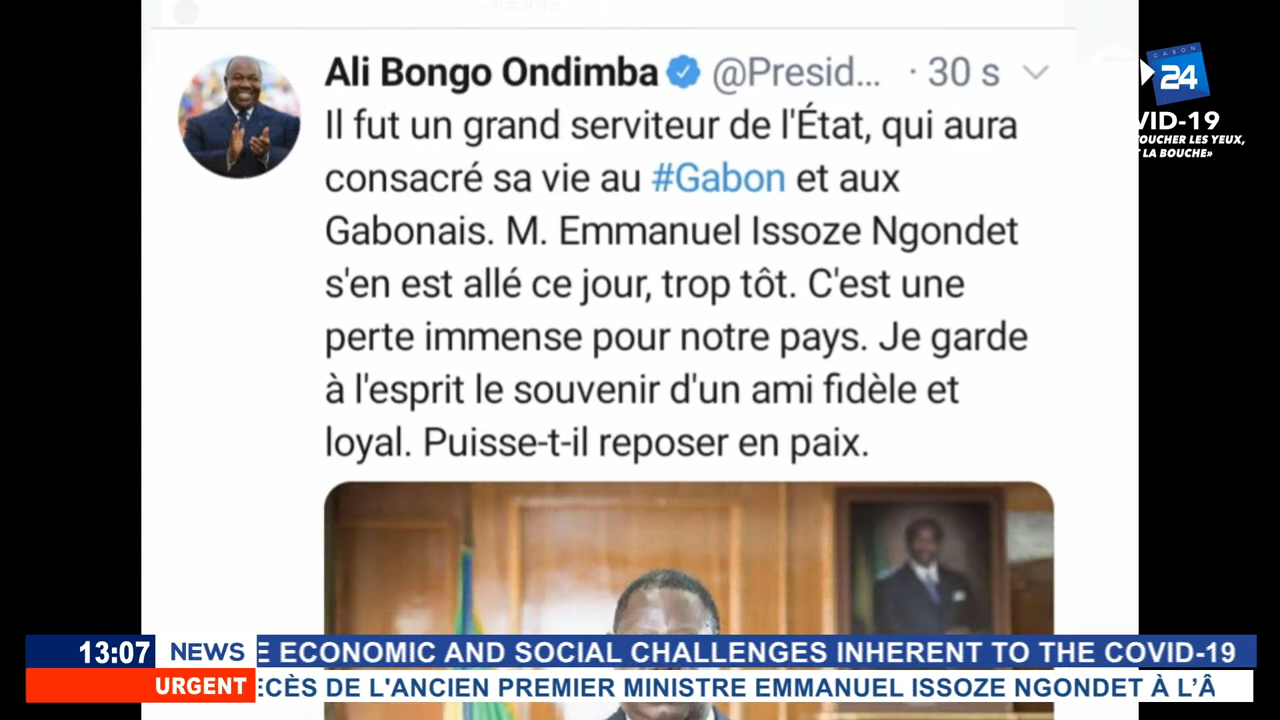 Ali Bongo Ondimba @Presid... · 30 s
Il fut un grand serviteur de l'État, qui aura
consacré sa vie au #Gabon et aux
Gabonais. M. Emmanuel Issoze Ngondet
s'en est allé ce jour, trop tôt. C'est une
perte immense pour notre pays. Je garde
à l'esprit le souvenir d'un ami fidèle et
loyal. Puisse-t-il reposer en paix.
GABON
24
VID-19
TOUCHER LES YEUX,
LA BOUCHE»
13:07 NEWS E ECONOMIC AND SOCIAL CHALLENGES INHERENT TO THE COVID-19
URGENT ÉCÈS DE L'ANCIEN PREMIER MINISTRE EMMANUEL ISSOZE NGONDET À L'Â